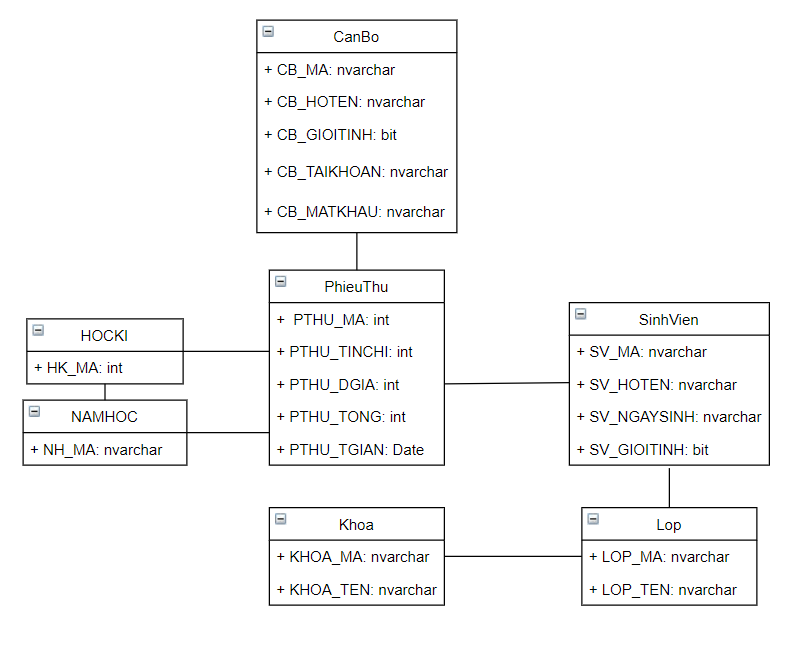 CanBo
+ CB_MA: nvarchar
+ CB_HOTEN: nvarchar
+ CB_GIOITINH: bit
+ CB_TAIKHOAN: nvarchar
+ CB_MATKHAU: nvarchar
PhieuThu
+ PTHU_MA: int
+ PTHU_TINCHI: int
+ PTHU_DGIA: int
+ PTHU_TONG: int
+ PTHU_TGIAN: Date
HOCKI
+ HK_MA: int
NAMHOC
+ NH_MA: nvarchar
SinhVien
+ SV_MA: nvarchar
+ SV_HOTEN: nvarchar
+ SV_NGAYSINH: nvarchar
+ SV_GIOITINH: bit
Khoa
+ KHOA_MA: nvarchar
+ KHOA_TEN: nvarchar
Lop
+ LOP_MA: nvarchar
+ LOP_TEN: nvarchar